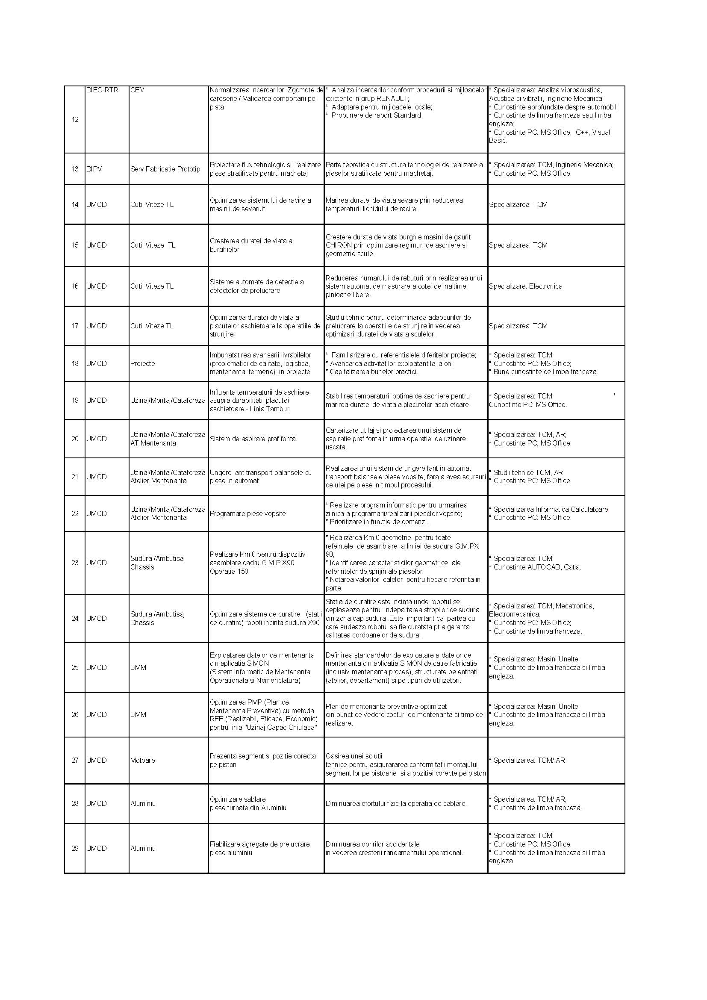 12
DIEC-RTR
CEV
Normalizarea incercarilor: Zgomote de
caroserie / Validarea comportarii pe
pista
*  Analiza incercarilor conform procedurii si mijloacelor
existente in grup RENAULT;
*  Adaptare pentru mijloacele locale;
*  Propunere de raport Standard.
* Specializarea: Analiza vibroacustica,
Acustica si vibratii, Inginerie Mecanica;
* Cunostinte aprofundate despre automobil;
* Cunostinte de limba franceza sau limba
engleza;
* Cunostinte PC: MS Office,  C++, Visual
Basic.
13
DIPV
Serv Fabricatie Prototip
Proiectare flux tehnologic si  realizare
piese stratificate pentru machetaj
Parte teoretica cu structura tehnologiei de realizare a
pieselor stratificate pentru machetaj.
* Specializarea: TCM, Inginerie Mecanica;
* Cunostinte PC: MS Office.
14
UMCD
Cutii Viteze TL
Optimizarea sistemului de racire a
masinii de sevaruit
Marirea duratei de viata sevare prin reducerea
temperaturii lichidului de racire.
Specializarea: TCM
15
UMCD
Cutii Viteze  TL
Cresterea duratei de viata a
burghielor
Crestere durata de viata burghie masini de gaurit
CHIRON prin optimizare regimuri de aschiere si
geometrie scule.
Specializarea: TCM
16
UMCD
Cutii Viteze TL
Sisteme automate de detectie a
defectelor de prelucrare
Reducerea numarului de rebuturi prin realizarea unui
sistem automat de masurare a cotei de inaltime
pinioane libere.
Specializare: Electronica
17
UMCD
Cutii Viteze TL
Optimizarea duratei de viata a
placutelor aschietoare la operatiile de
strunjire
Studiu tehnic pentru determinarea adaosurilor de
prelucrare la operatiile de strunjire in vederea
optimizarii duratei de viata a sculelor.
Specializarea: TCM
18
UMCD
Proiecte
Imbunatatirea avansarii livrabilelor
(problematici de calitate, logistica,
mentenanta, termene)  in proiecte
*  Familiarizare cu referentialele diferitelor proiecte;
* Avansarea activitatilor exploatant la jalon;
* Capitalizarea bunelor practici.
* Specializarea: TCM;
* Cunostinte PC: MS Office;
* Bune cunostinte de limba franceza.
19
UMCD
Uzinaj/Montaj/Cataforeza
Influenta temperaturii de aschiere
asupra durabilitatii placutei
aschietoare - Linia Tambur
Stabilirea temperaturii optime de aschiere pentru
marirea duratei de viata a placutelor aschietoare.
* Specializarea: TCM; *
Cunostinte PC: MS Office.
20
UMCD
Uzinaj/Montaj/Cataforeza
AT.Mentenanta
Sistem de aspirare praf fonta
Carterizare utilaj si proiectarea unui sistem de
aspiratie praf fonta in urma operatiei de uzinare
uscata.
* Specializarea: TCM, AR;
* Cunostinte PC: MS Office.
21
UMCD
Uzinaj/Montaj/Cataforeza
Atelier Mentenanta
Ungere lant transport balansele cu
piese in automat
Realizarea unui sistem de ungere lant in automat
transport balansele piese vopsite, fara a avea scursuri
de ulei pe piese in timpul procesului.
* Studii tehnice TCM, AR;
* Cunostinte PC: MS Office.
22
UMCD
Uzinaj/Montaj/Cataforeza
Atelier Mentenanta
Programare piese vopsite
* Realizare program informatic pentru urmarirea
zilnica a programarii/realizarii pieselor vopsite;
* Prioritizare in functie de comenzi.
* Specializarea Informatica Calculatoare;
* Cunostinte PC: MS Office.
23
UMCD
Sudura /Ambutisaj
Chassis
Realizare Km 0 pentru dispozitiv
asamblare cadru G.M.P X90
Operatia 150
* Realizarea Km 0 geometrie  pentru toate
refeintele  de asamblare  a liniiei de sudura G.M.PX
90;
* Identificarea caracteristicilor geometrice  ale
referintelor de sprijin ale pieselor;
* Notarea valorilor  calelor  pentru fiecare referinta in
parte.
* Specializarea: TCM;
* Cunostinte AUTOCAD, Catia.
24
UMCD
Sudura /Ambutisaj
Chassis
Optimizare sisteme de curatire   (statii
de curatire) roboti incinta sudura X90
Statia de curatire este incinta unde robotul se
deplaseaza pentru  indepartarea stropilor de sudura
din zona cap sudura. Este  important ca  partea cu
care sudeaza robotul sa fie curatata pt a garanta
calitatea cordoanelor de sudura .
* Specializarea: TCM, Mecatronica,
Electromecanica;
* Cunostinte PC: MS Office;
* Cunostinte de limba franceza.
25
UMCD
DMM
Exploatarea datelor de mentenanta
din aplicatia SIMON
(Sistem Informatic de Mentenanta
Operationala si Nomenclatura)
Definirea standardelor de exploatare a datelor de
mentenanta din aplicatia SIMON de catre fabricatie
(inclusiv mentenanta proces), structurate pe entitati
(atelier, departament) si pe tipuri de utilizatori.
* Specializarea: Masini Unelte;
* Cunostinte de limba franceza si limba
engleza.
26
UMCD
DMM
Optimizarea PMP (Plan de
Mentenanta Preventiva) cu metoda
REE (Realizabil, Eficace, Economic)
pentru linia "Uzinaj Capac Chiulasa"
Plan de mentenanta preventiva optimizat
din punct de vedere costuri de mentenanta si timp de
realizare.
* Specializarea: Masini Unelte;
* Cunostinte de limba franceza si limba
engleza;
27
UMCD
Motoare
Prezenta segment si pozitie corecta
pe piston
Gasirea unei solutii
tehnice pentru asigurararea conformitatii montajului
segmentilor pe pistoane  si a pozitiei corecte pe piston
* Specializarea: TCM/ AR
28
UMCD
Aluminiu
Optimizare sablare
piese turnate din Aluminiu
Diminuarea efortului fizic la operatia de sablare.
* Specializarea: TCM/ AR;
* Cunostinte de limba franceza.
29
UMCD
Aluminiu
Fiabilizare agregate de prelucrare
piese aluminiu
Diminuarea opririlor accidentale
in vederea cresterii randamentului operational.
* Specializarea: TCM;
* Cunostinte PC: MS Office.
* Cunostinte de limba franceza si limba
engleza